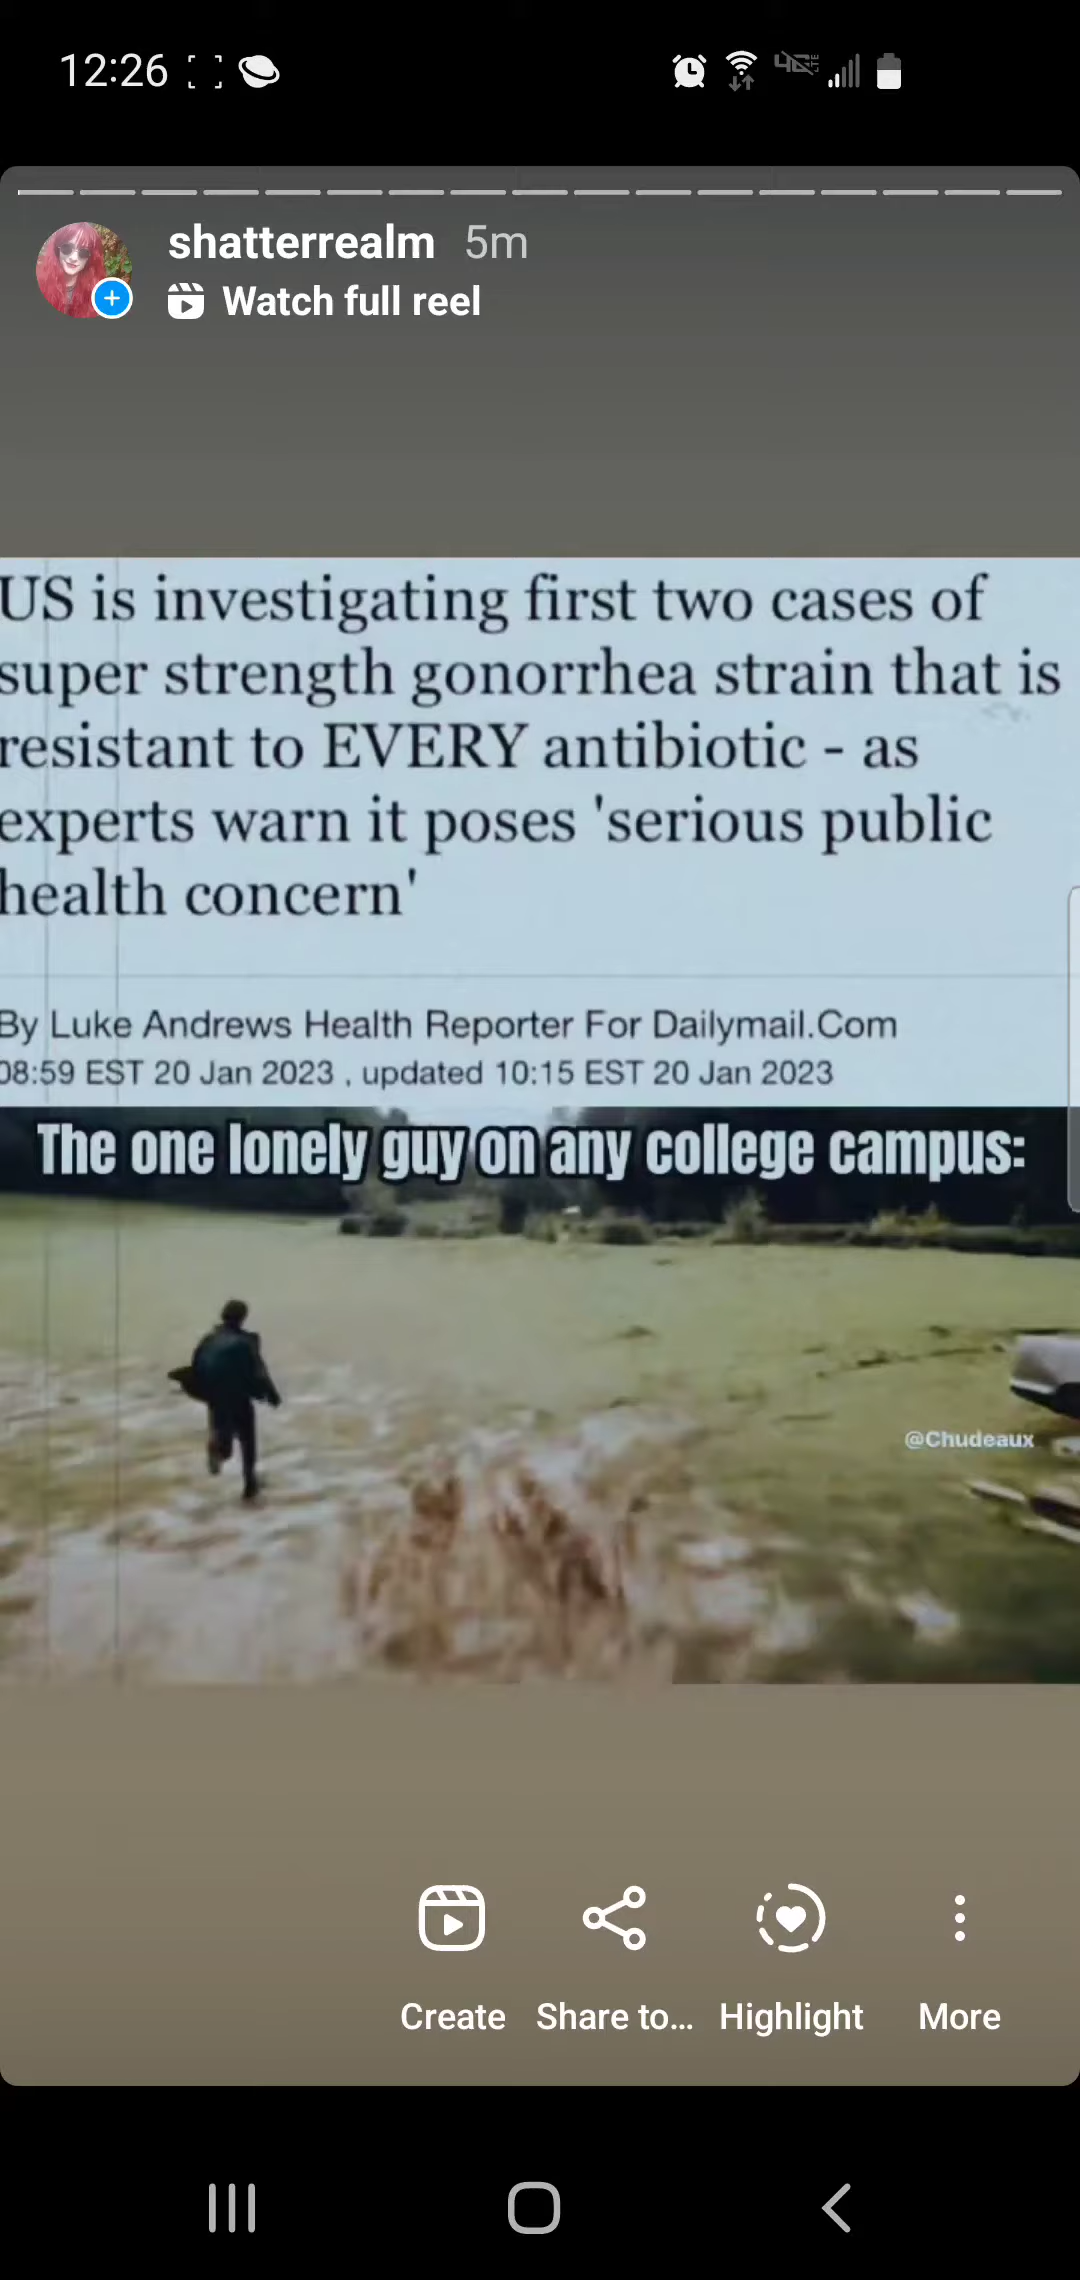 12:26
shatterrealm 5m
Watch full reel
US is investigating first two cases of
super strength gonorrhea strain that is
resistant to EVERY antibiotic - as
experts warn it poses 'serious public
health concern'
By Luke Andrews Health Reporter For Dailymail.Com
08:59 EST 20 Jan 2023 , updated 10:15 EST 20 Jan 2023
The one lonely guy on any college campus:
@Chudeaux
Create Share to... Highlight More